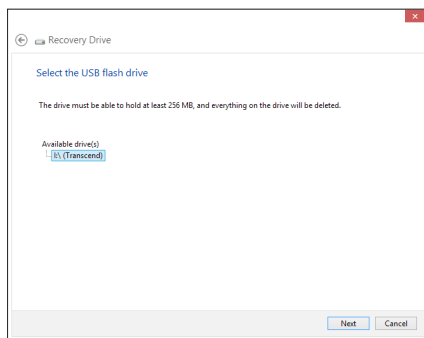 Recovery Drive
Select the USB flash drive
The drive must be able to hold at least 256 MB, and everything on the drive will be deleted.
Available drive(s)
I:\ (Transcend)
Next Cancel